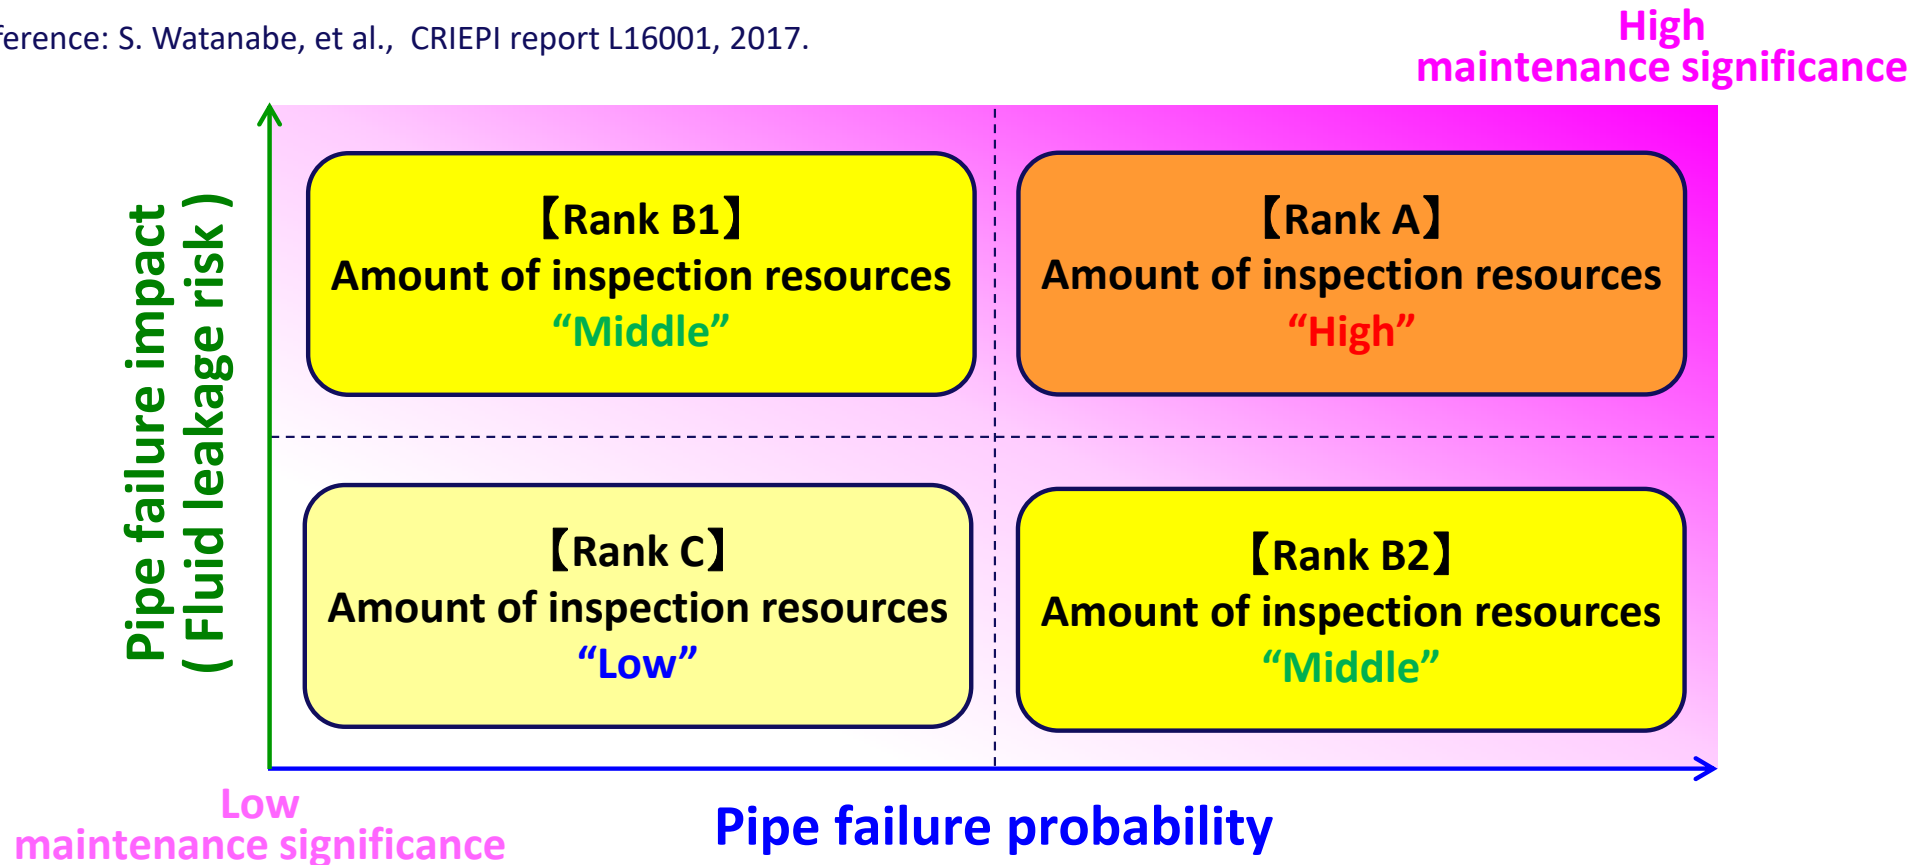 ference: S. Watanabe, et al., CRIEPI report L16001, 2017.
High
maintenance significance
Pipe failure impact
( Fluid leakage risk )
【Rank B1】
Amount of inspection resources
“Middle”
【Rank A】
Amount of inspection resources
“High”
【Rank C】
Amount of inspection resources
“Low”
【Rank B2】
Amount of inspection resources
“Middle”
Low
maintenance significance
Pipe failure probability